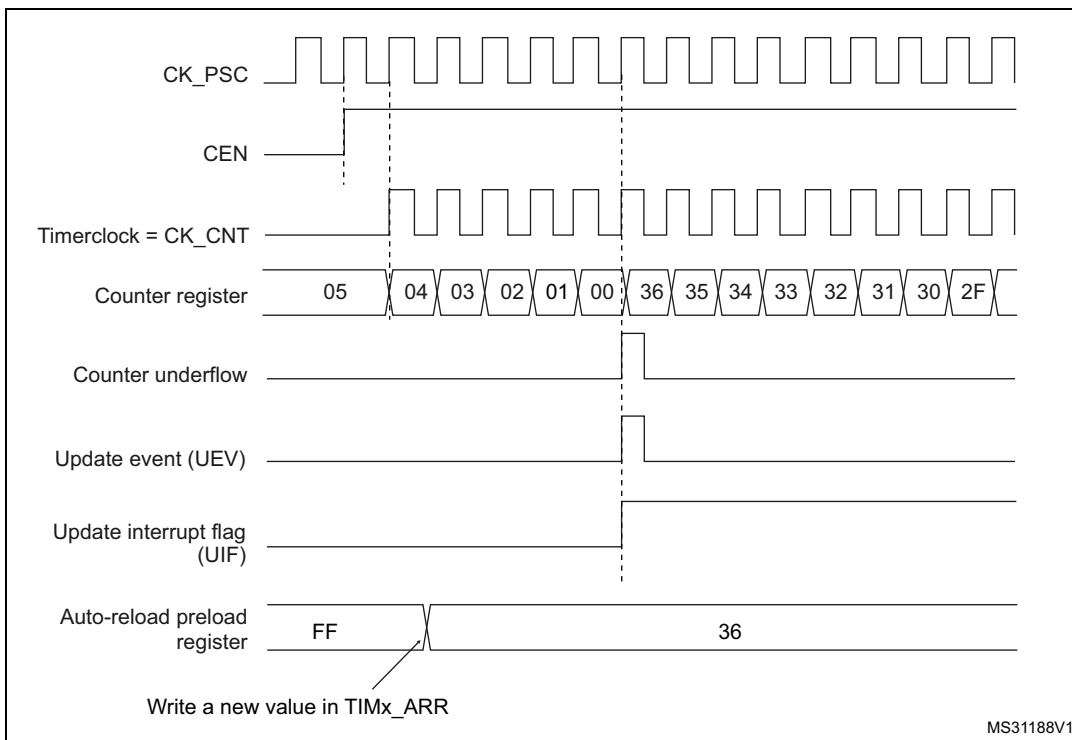 CK_PSC
CEN
Timerclock = CK_CNT
Counter register 05 04 03 02 01 00 36 35 34 33 32 31 30 2F
Counter underflow
Update event (UEV)
Update interrupt flag
(UIF)
Auto-reload preload
register FF 36
Write a new value in TIMx_ARR
MS31188V1